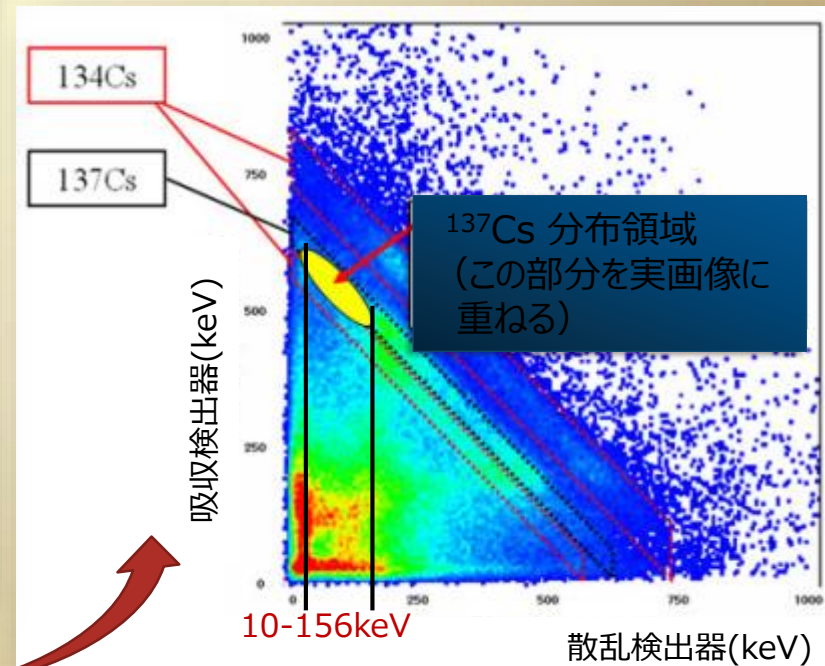 134Cs
137Cs
1000
750
500
250
0
137Cs 分布領域
（この部分を実画像に
重ねる）
吸収検出器(keV)
0
250
500
750
1000
10-156keV
散乱検出器(keV)